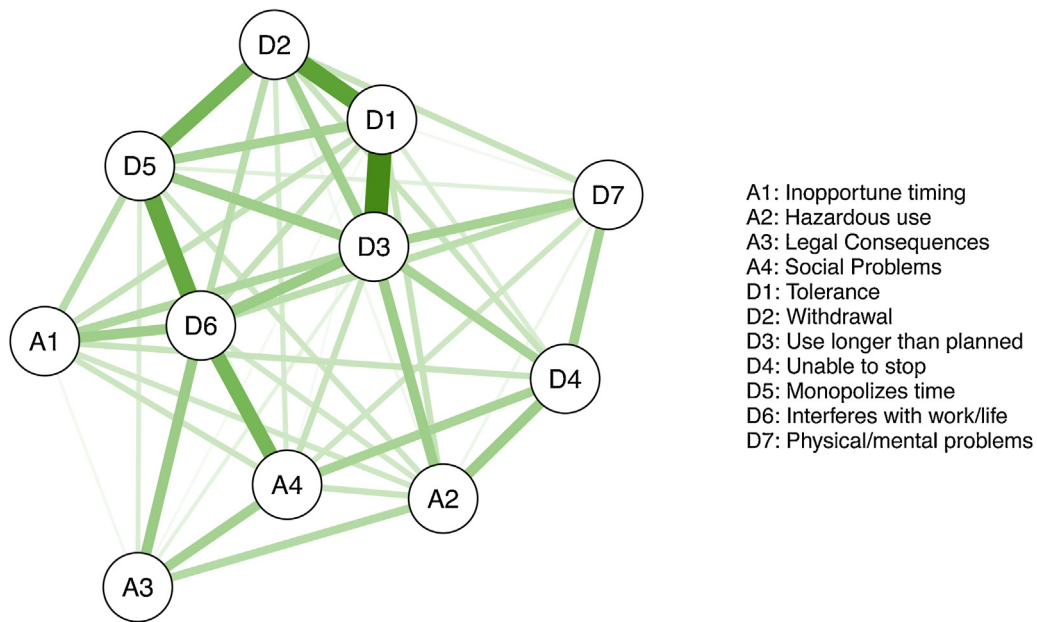 D2
D1
D5
D7
D3
D6
A1
D4
A4
A2
A3
A1: Inopportune timing
A2: Hazardous use
A3: Legal Consequences
A4: Social Problems
D1: Tolerance
D2: Withdrawal
D3: Use longer than planned
D4: Unable to stop
D5: Monopolizes time
D6: Interferes with work/life
D7: Physical/mental problems